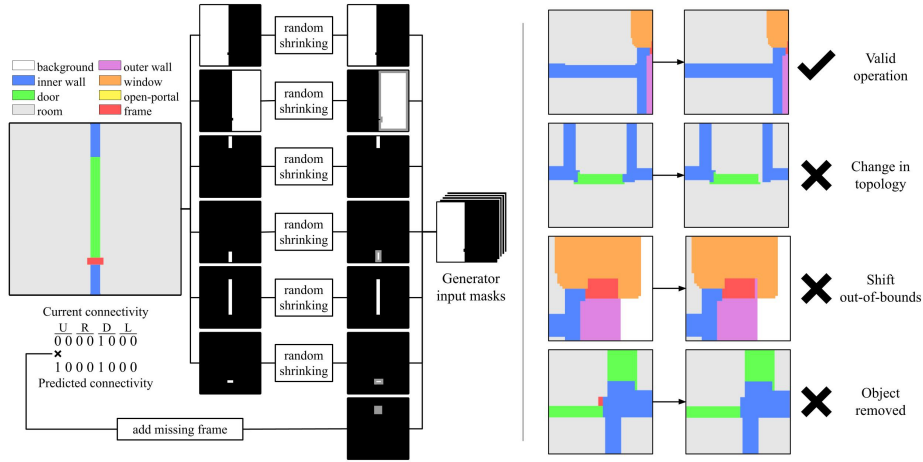 background
outer wall
inner wall
window
door
open-portal
room
frame
random
shrinking
random
shrinking
random
shrinking
random
shrinking
random
shrinking
random
shrinking
Current connectivity
U R D L
0 0 0 0 1 0 0 0
1 0 0 0 1 0 0 0
Predicted connectivity
add missing frame
Generator
input masks
Valid
operation
Change in
topology
Shift
out-of-bounds
Object
removed